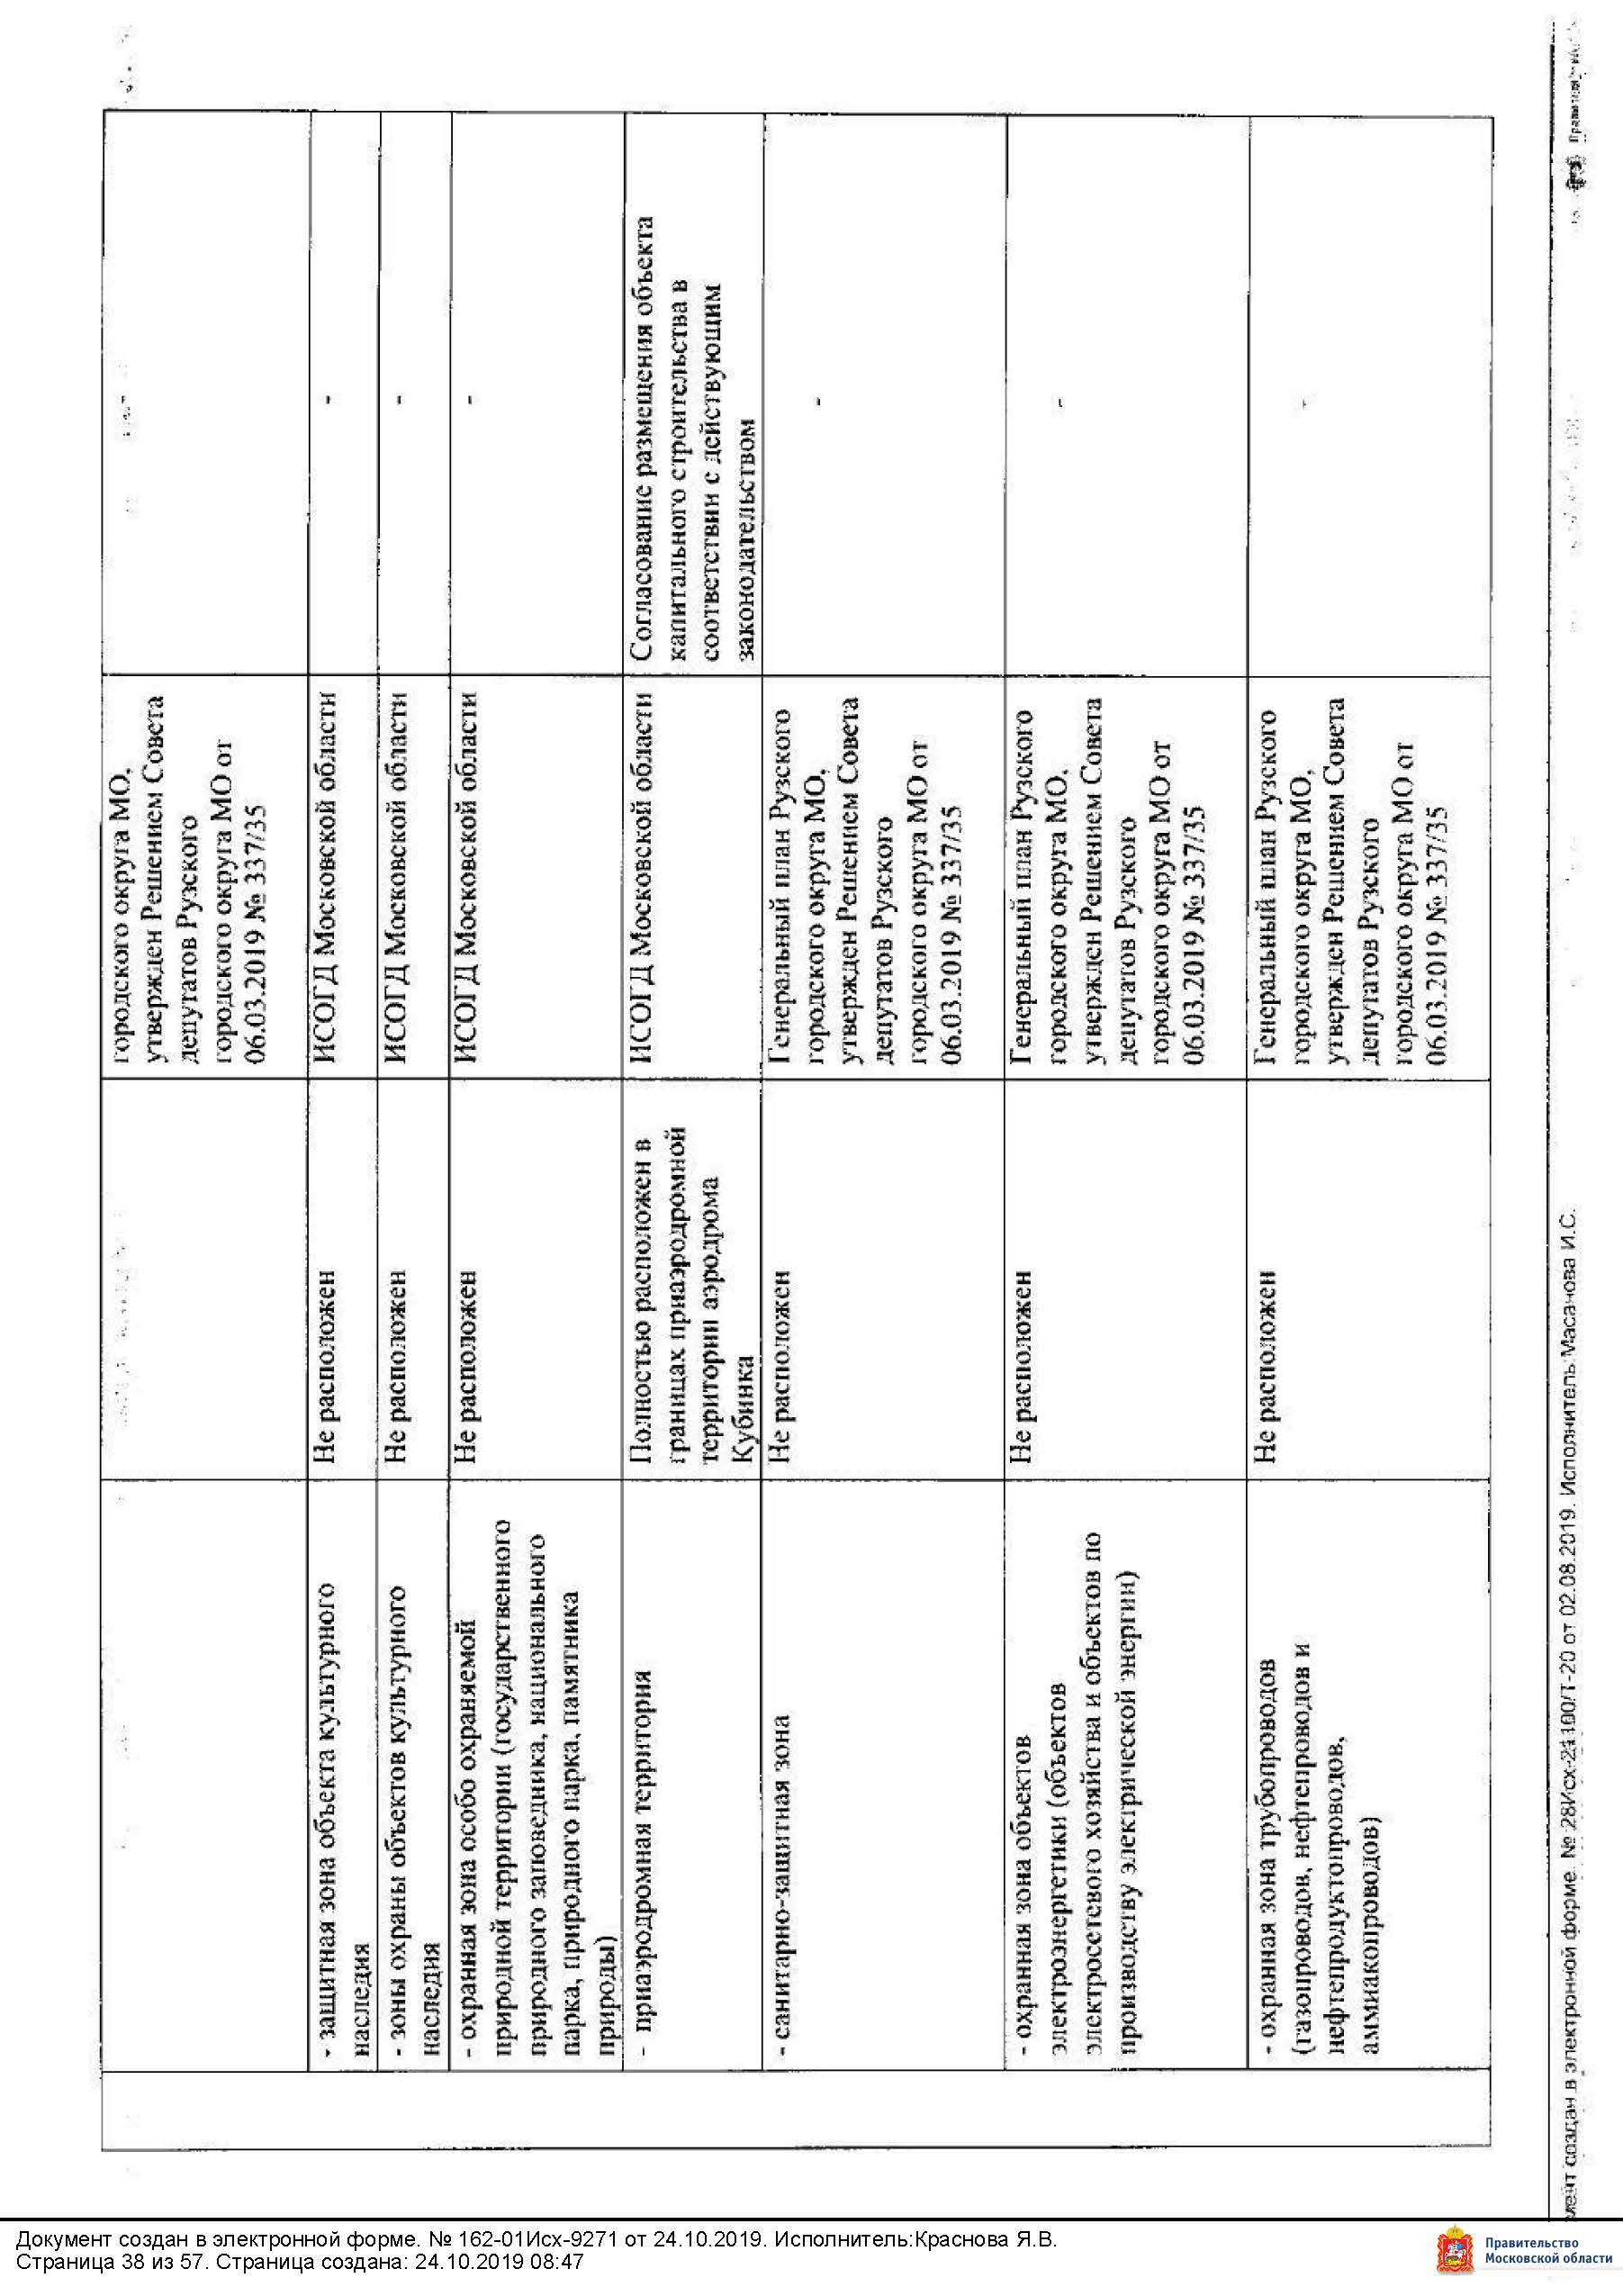 городского округа МО,
утвержден Решением Совета
депутатов Рузского
городского округа МО от
06.03.2019 № 337/35
- защитная зона объекта культурного
наследия
Не расположен
ИСОГД Московской области
-
- зоны охраны объектов культурного
наследия
Не расположен
ИСОГД Московской области
-
- охранная зона особо охраняемой
природной территории (государственного
природного заповедника, национального
парка, природного парка, памятника
природы)
Не расположен
ИСОГД Московской области
-
- приаэродромная территория
Полностью расположен в
границах приаэродромной
территории аэродрома
Кубинка
ИСОГД Московской области
Согласование размещения объекта
капитального строительства в
соответствии с действующим
законодательством
- санитарно-защитная зона
Не расположен
Генеральный план Рузского
городского округа МО,
утвержден Решением Совета
депутатов Рузского
городского округа МО от
06.03.2019 № 337/35
-
- охранная зона объектов
электроэнергетики (объектов
электросетевого хозяйства и объектов по
производству электрической энергии)
Не расположен
Генеральный план Рузского
городского округа МО,
утвержден Решением Совета
депутатов Рузского
городского округа МО от
06.03.2019 № 337/35
-
- охранная зона трубопроводов
(газопроводов, нефтепроводов и
нефтепродуктопроводов,
аммиакопроводов)
Не расположен
Генеральный план Рузского
городского округа МО,
утвержден Решением Совета
депутатов Рузского
городского округа МО от
06.03.2019 № 337/35
-
создан в электронной форме. от 02.08.2019. Исполнитель:Масанова И.С.
Документ создан в электронной форме. № 162-01Исх-9271 от 24.10.2019. Исполнитель:Краснова Я.В.
Страница 38 из 57. Страница создана: 24.10.2019 08:47
Правительство
Московской области